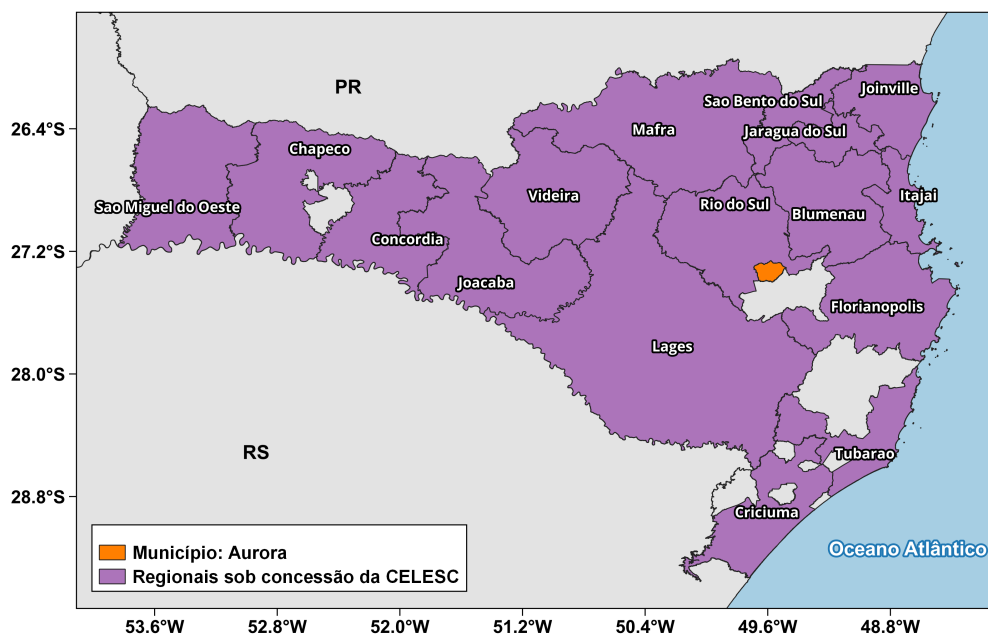 PR
Joinville
Sao Bento do Sul
26.4°S
Mafra
Jaragua do Sul
Chapeco
Videira
Itajai
Sao Miguel do Oeste
Rio do Sul
Blumenau
Concordia
27.2°S
Joacaba
Florianopolis
Lages
28.0°S
RS
Tubarao
28.8°S
Criciuma
Oceano Atlântico
Município: Aurora
Regionais sob concessão da CELESC
53.6°W 52.8°W 52.0°W 51.2°W 50.4°W 49.6°W 48.8°W